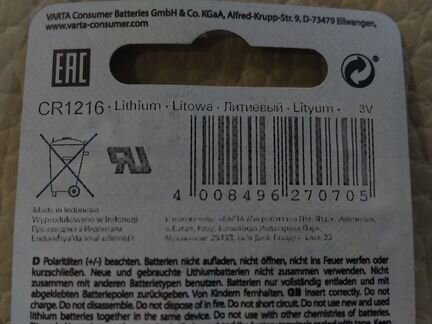 VARTA Consumer Batteries GmbH & Co. KGaA, Alfred-Krupp-Str. 9, D-73479 Ellwangen,
www.varta-consumer.com
EAC
CR1216 · Lithium · Litowa · Литиевый · Lityum · 3V
4 008496 270705
Made in Indonesia
Wyprodukowano w Indonezji
Произведено в Индонезии
Endonezya'da imal edilmistir
D Polaritäten (+/-) beachten. Batterien nicht aufladen, nicht öffnen, nicht ins Feuer werfen oder
kurzschließen. Neue und gebrauchte Lithiumbatterien nicht zusammen verwenden, nicht
zusammen mit anderen Batterietypen benutzen. Batterien nur vollständig entladen und mit
abgeklebten Batteriepolen zurückgeben. Von Kindern fernhalten. GB Insert correctly. Do not
charge. Do not disassemble. Do not dispose of in fire. Do not short circuit. Do not use new and used
lithium batteries together in the same device. Do not use with other chemistries of batteries.